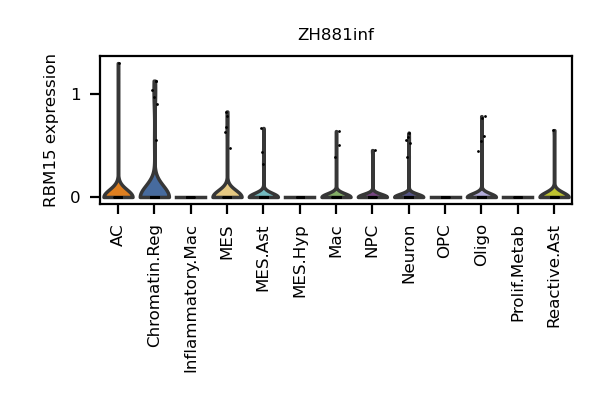 ZH881inf
RBM15 expression
1
0
AC
Chromatin.Reg
Inflammatory.Mac
MES
MES.Ast
MES.Hyp
Mac
NPC
Neuron
OPC
Oligo
Prolif.Metab
Reactive.Ast